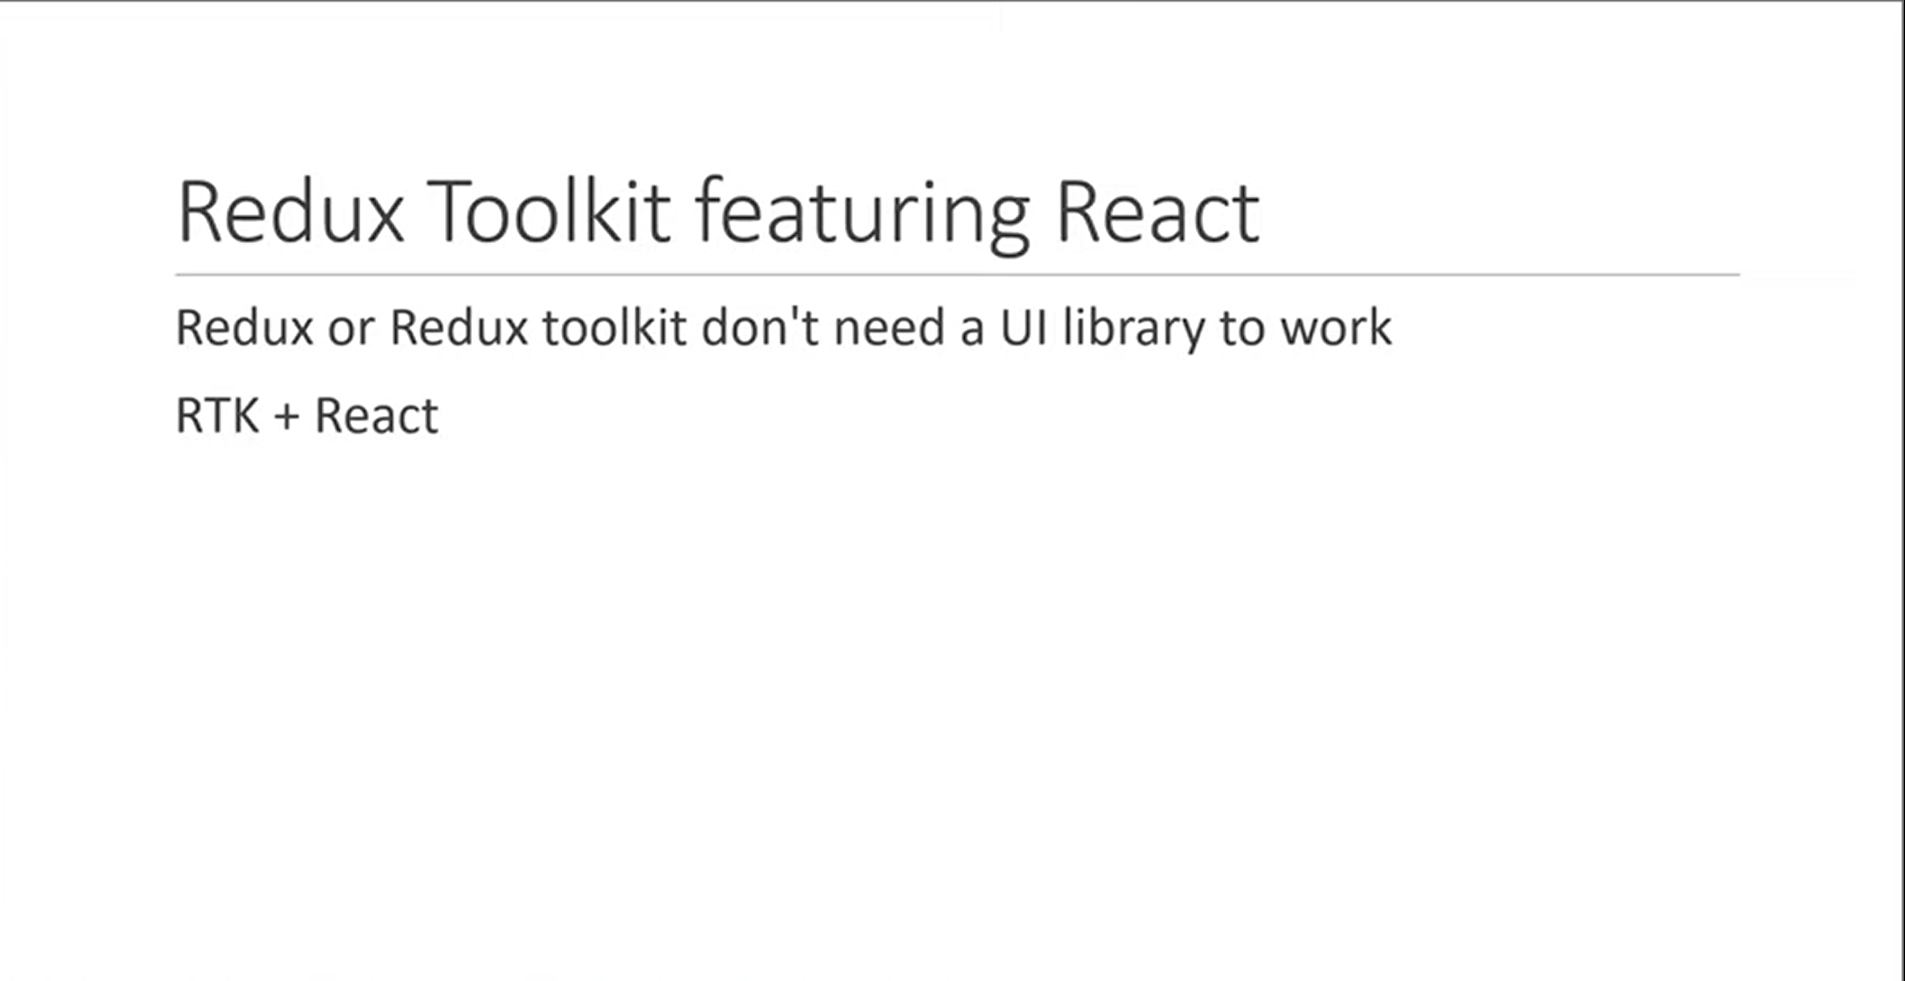 Redux Toolkit featuring React
Redux or Redux toolkit don't need a UI library to work
RTK + React